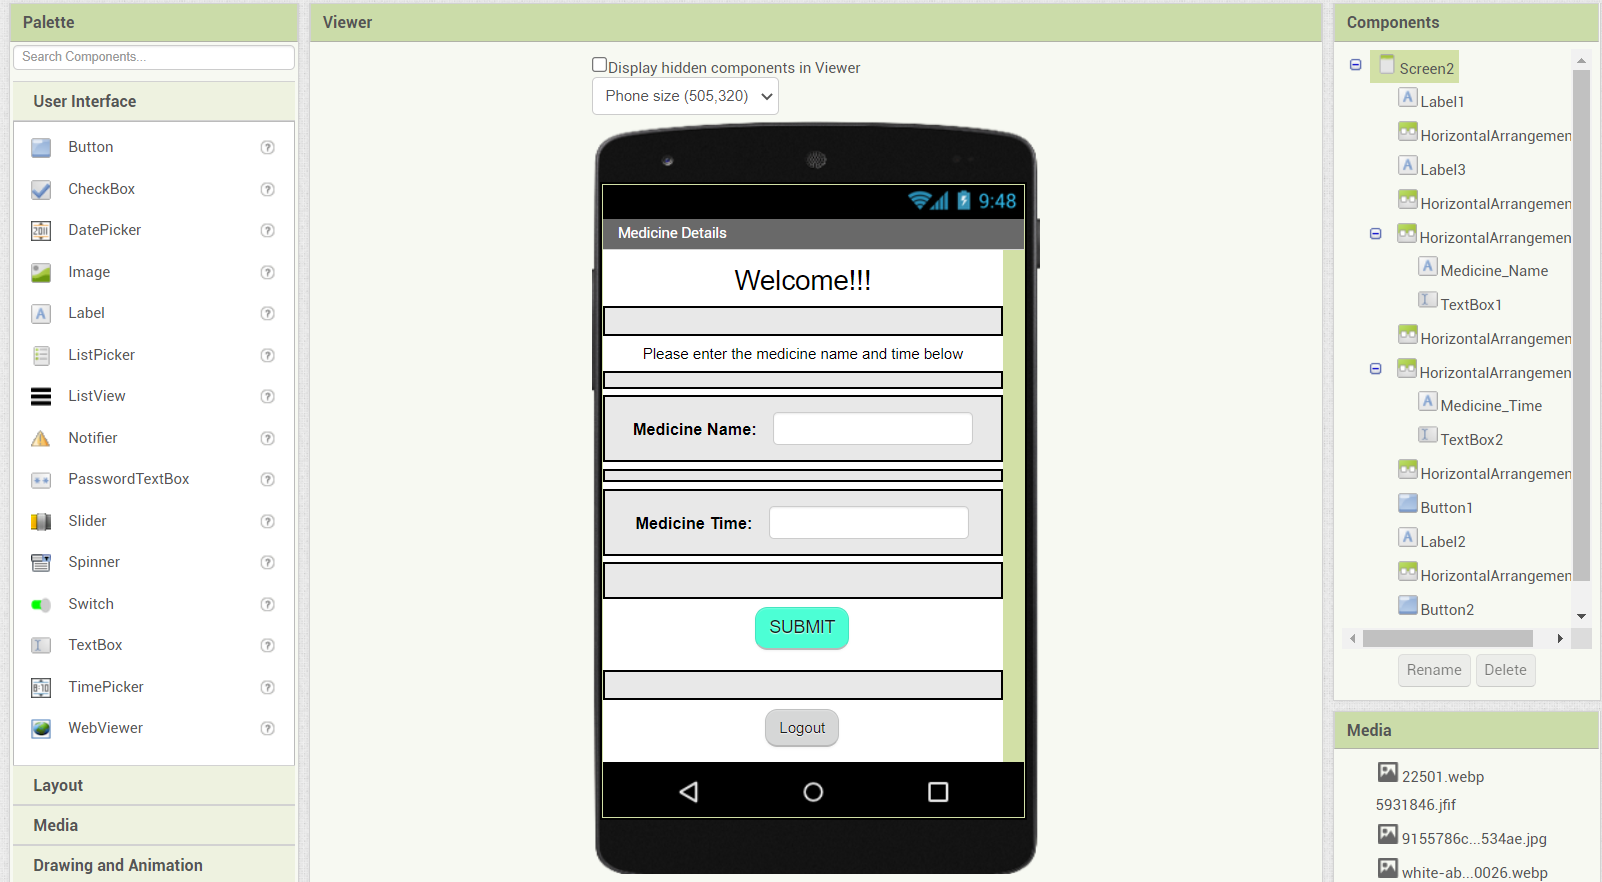 Palette
Search Components...
User Interface
Button
CheckBox
DatePicker
Image
Label
ListPicker
ListView
Notifier
PasswordTextBox
Slider
Spinner
Switch
TextBox
TimePicker
WebViewer
Layout
Media
Drawing and Animation
Viewer
Display hidden components in Viewer
Phone size (505,320)
9:48
Medicine Details
Welcome!!!
Please enter the medicine name and time below
Medicine Name:
Medicine Time:
SUBMIT
Logout
Components
Screen2
Label1
HorizontalArrangemen
Label3
HorizontalArrangemen
HorizontalArrangemen
Medicine_Name
TextBox1
HorizontalArrangemen
HorizontalArrangemen
Medicine_Time
TextBox2
HorizontalArrangemen
Button1
Label2
HorizontalArrangemen
Button2
Rename Delete
Media
22501.webp
5931846.jfif
9155786c...534ae.jpg
white-ab...0026.webp